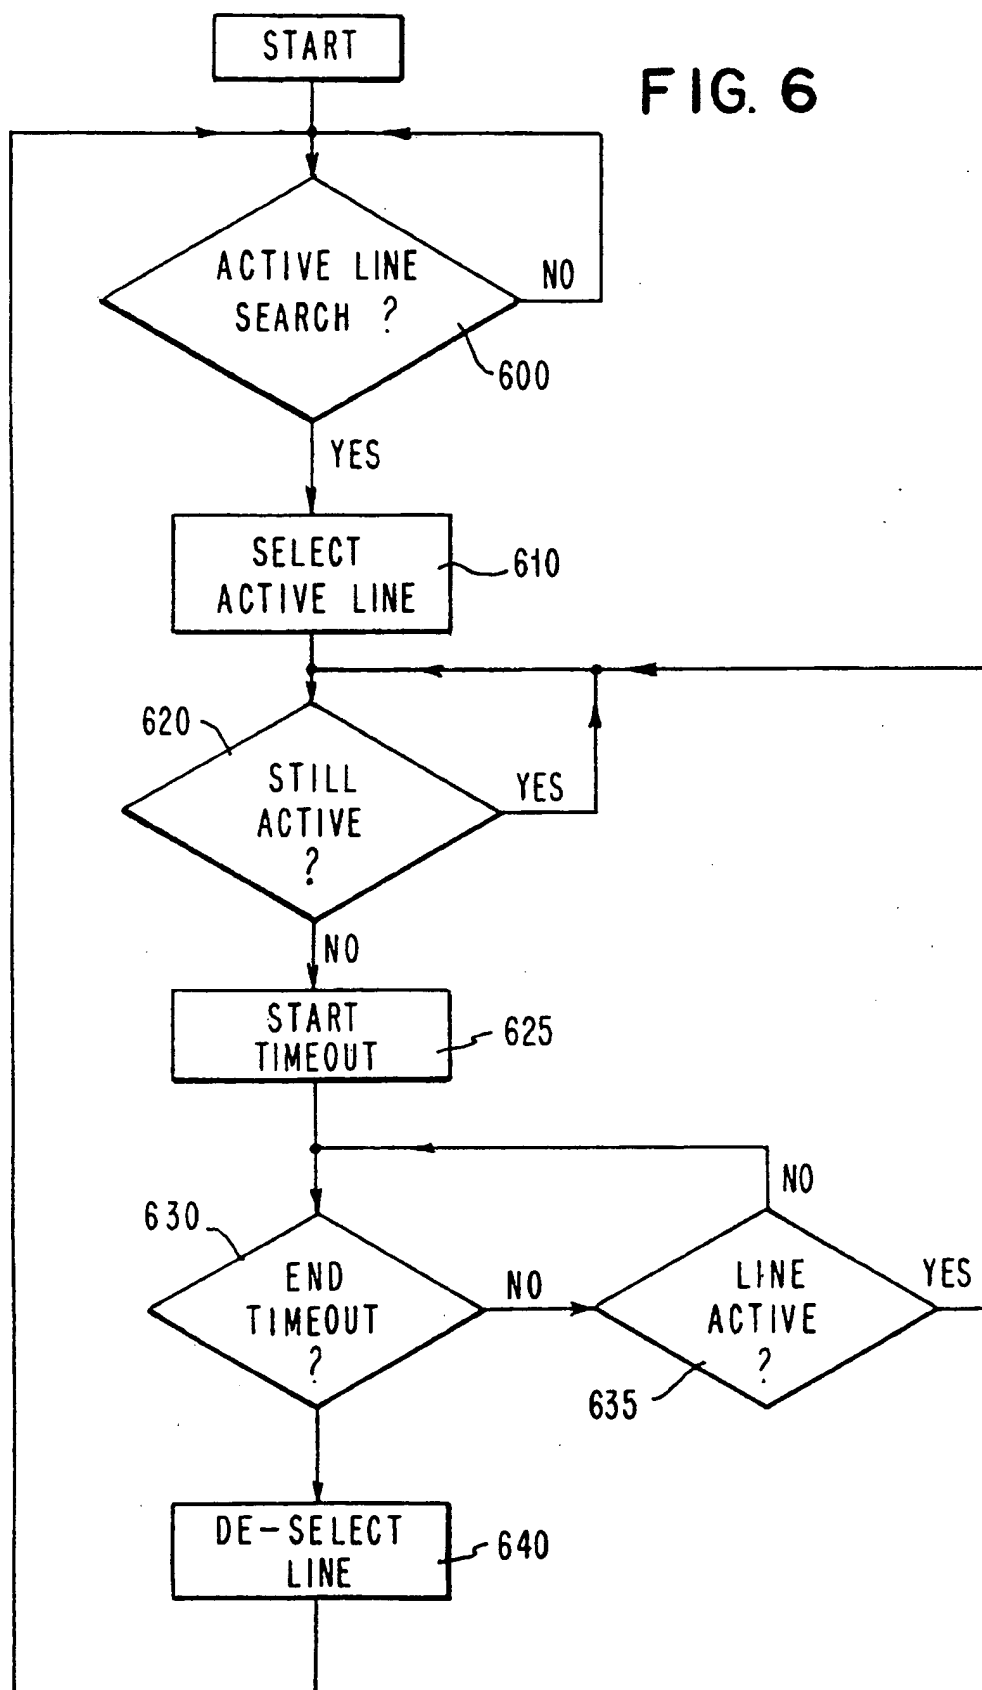 START
FIG. 6
ACTIVE LINE
SEARCH ?
NO
600
YES
SELECT
ACTIVE LINE
610
620
STILL
ACTIVE
?
YES
NO
START
TIMEOUT
625
NO
630
END
TIMEOUT
?
NO
LINE
ACTIVE
?
YES
635
DE-SELECT
LINE
640